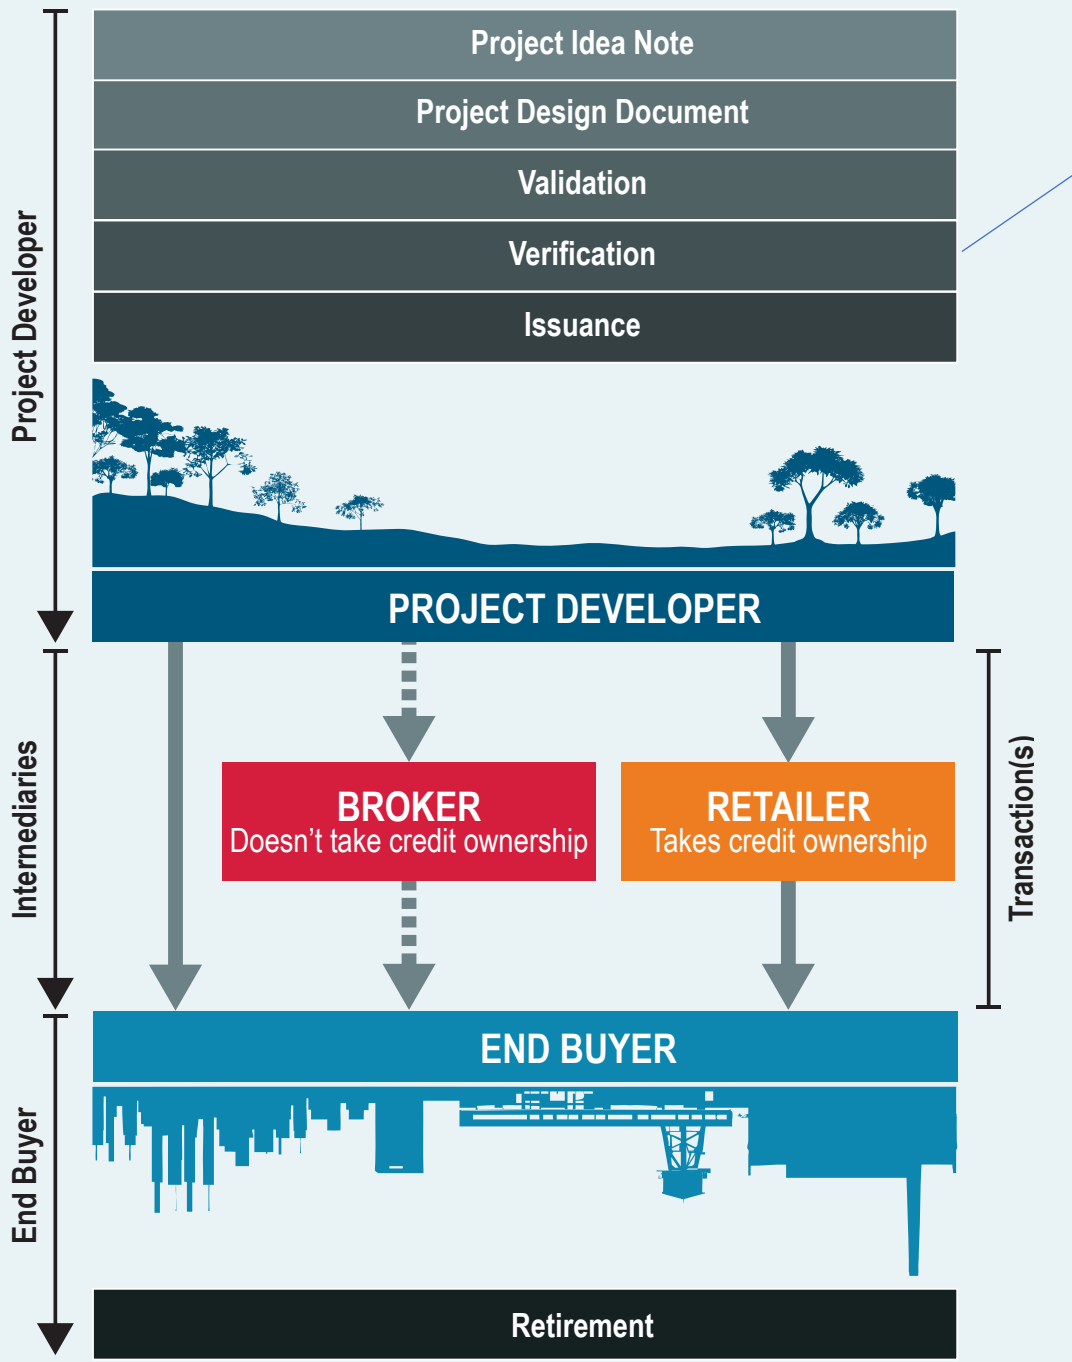 Project Idea Note
Project Design Document
Validation
Verification
Issuance
Project Developer
PROJECT DEVELOPER
Internediaries
BROKER
Doesn't take credit ownership
RETAILER
Takes credit ownership
Transaction(s)
END BUYER
End Buyer
Retirement